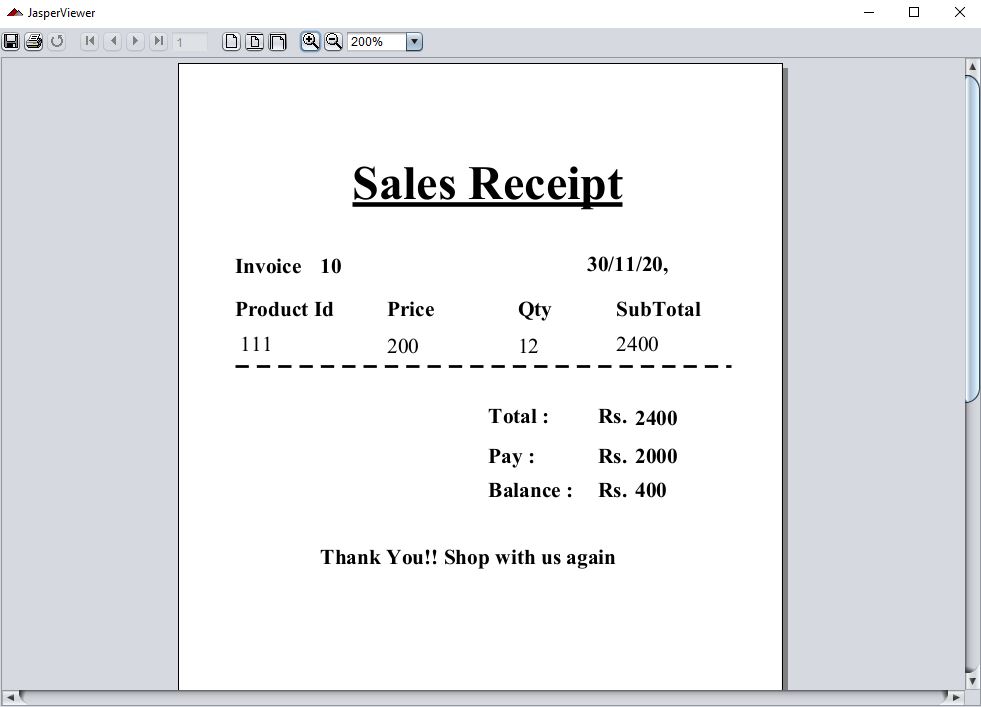 JasperViewer
1 200%
Sales Receipt
Invoice 10 30/11/20,
Product Id Price Qty SubTotal
111 200 12 2400
Total : Rs. 2400
Pay : Rs. 2000
Balance : Rs. 400
Thank You!! Shop with us again